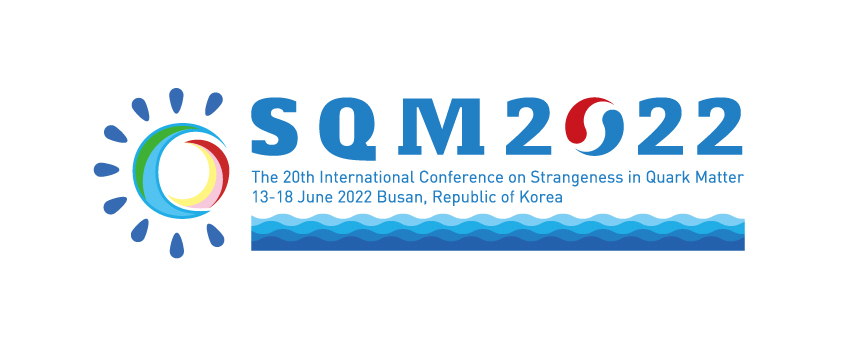 SQM2022
The 20th International Conference on Strangeness in Quark Matter
13-18 June 2022 Busan, Republic of Korea